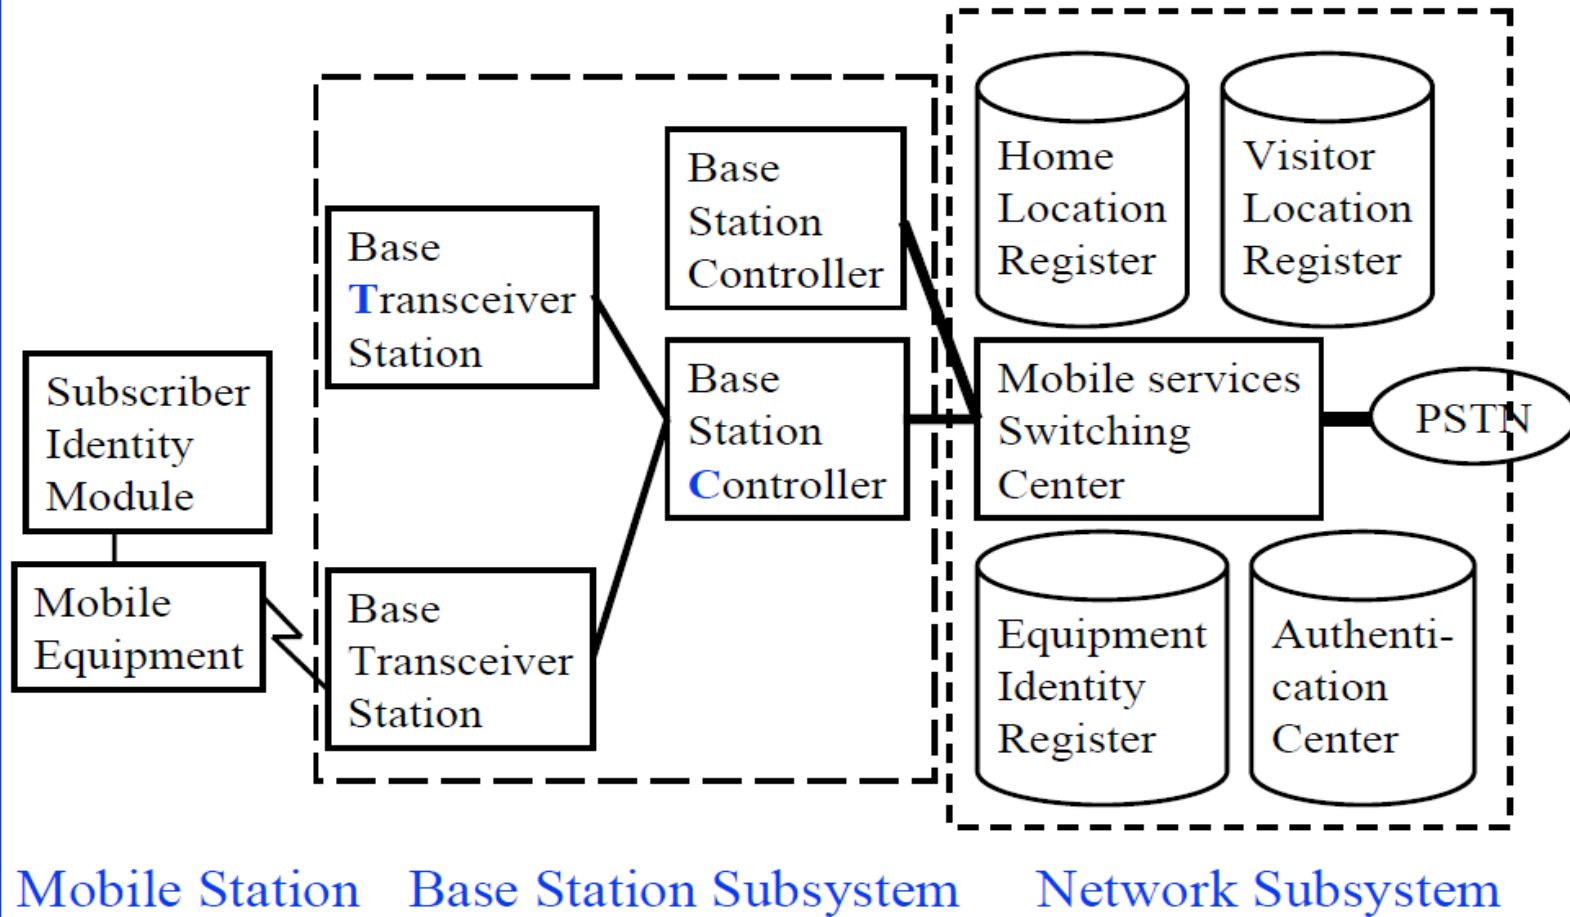 Subscriber
Identity
Module
Mobile
Equipment
Base
Transceiver
Station
Base
Transceiver
Station
Base
Station
Controller
Base
Station
Controller
Home
Location
Register
Visitor
Location
Register
Mobile services
Switching
Center
PSTN
Equipment
Identity
Register
Authenti-
cation
Center
Mobile Station
Base Station Subsystem
Network Subsystem